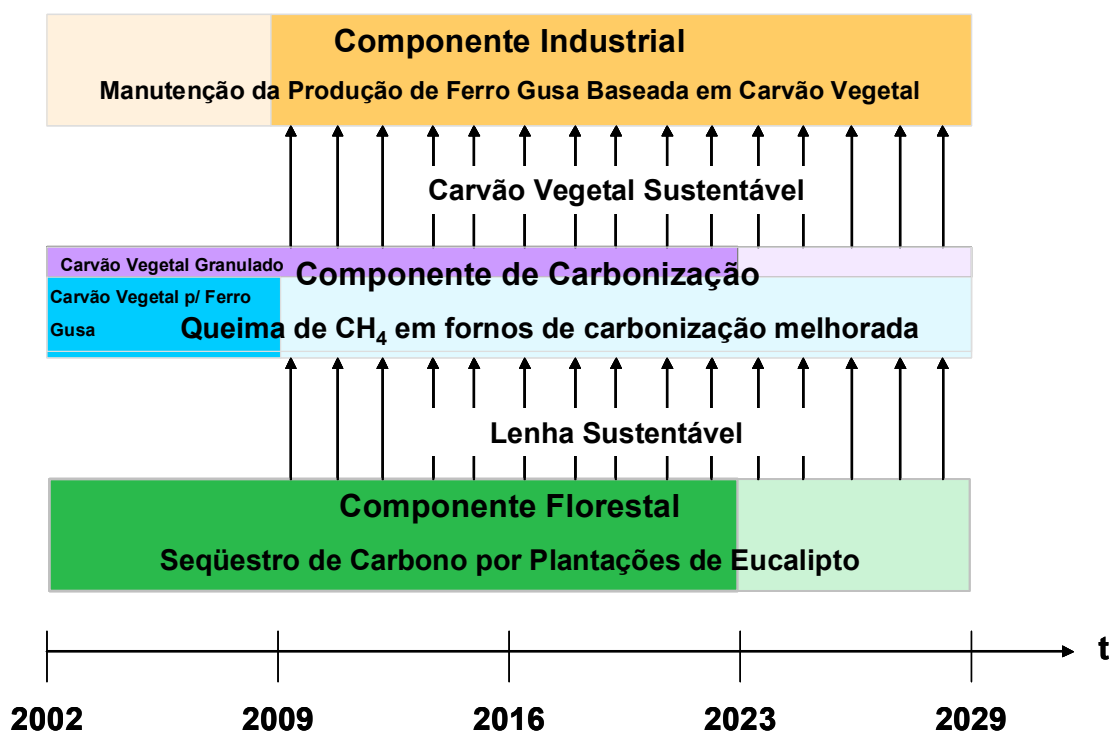 Componente Industrial
Manutenção da Produção de Ferro Gusa Baseada em Carvão Vegetal
Carvão Vegetal Sustentável
Carvão Vegetal Granulado
Componente de Carbonização
Carvão Vegetal p/ Ferro
Gusa
Queima de CH₄ em fornos de carbonização melhorada
Lenha Sustentável
Componente Florestal
Seqüestro de Carbono por Plantações de Eucalipto
t
2002 2009 2016 2023 2029